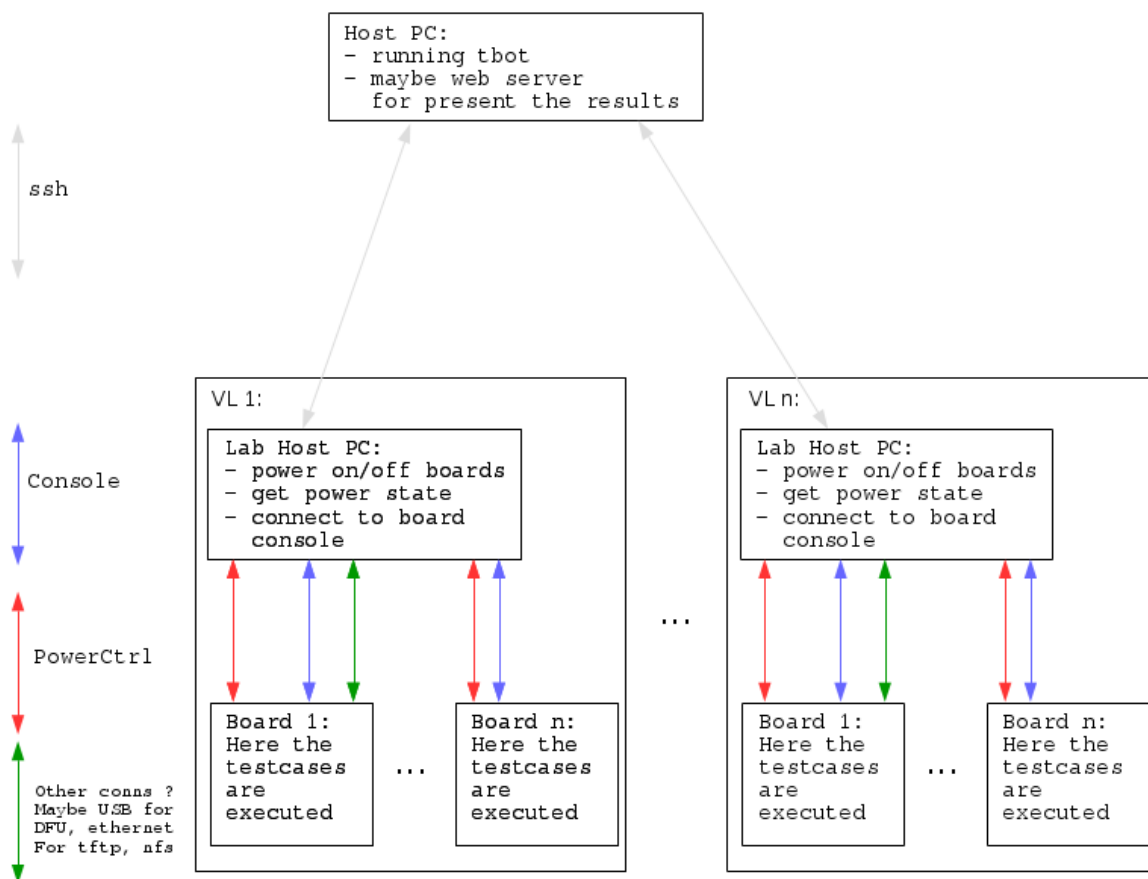 Host PC:
- running tbot
- maybe web server
for present the results
ssh
VL 1:
Lab Host PC:
- power on/off boards
- get power state
- connect to board
console
VL n:
Lab Host PC:
- power on/off boards
- get power state
- connect to board
console
Console
PowerCtrl
...
Other conns ?
Maybe USB for
DFU, ethernet
For tftp, nfs
Board 1:
Here the
testcases
are
executed
...
Board n:
Here the
testcases
are
executed
Board 1:
Here the
testcases
are
executed
...
Board n:
Here the
testcases
are
executed